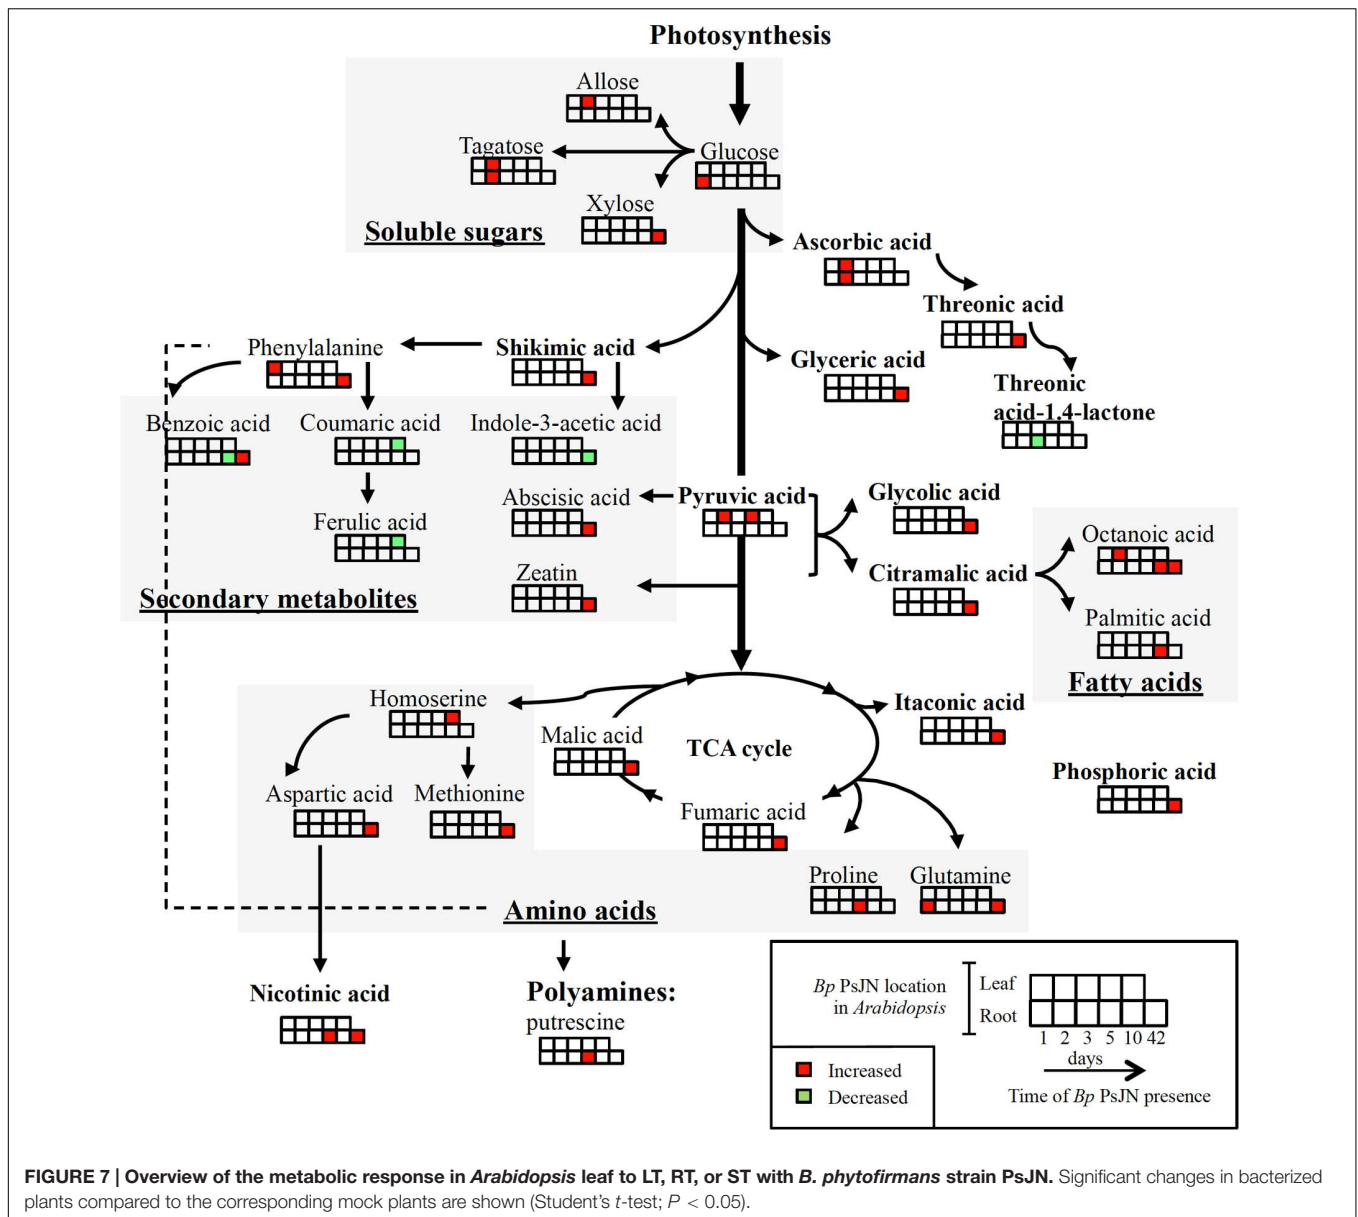 Photosynthesis
Allose
Tagatose
Glucose
Xylose
Soluble sugars
Ascorbic acid
Threonic acid
Phenylalanine
Shikimic acid
Glyceric acid
Threonic
acid-1.4-lactone
Benzoic acid
Coumaric acid
Indole-3-acetic acid
Abscisic acid
Pyruvic acid
Glycolic acid
Ferulic acid
Octanoic acid
Zeatin
Citramalic acid
Secondary metabolites
Palmitic acid
Fatty acids
Homoserine
Itaconic acid
Malic acid
TCA cycle
Phosphoric acid
Aspartic acid
Methionine
Fumaric acid
Proline
Glutamine
Amino acids
Nicotinic acid
Polyamines:
putrescine
Bp PsJN location
in Arabidopsis
Leaf
Root
1 2 3 5 10 42
days
Time of Bp PsJN presence
Increased
Decreased
FIGURE 7 | Overview of the metabolic response in Arabidopsis leaf to LT, RT, or ST with B. phytofirmans strain PsJN. Significant changes in bacterized
plants compared to the corresponding mock plants are shown (Student's t-test; P < 0.05).